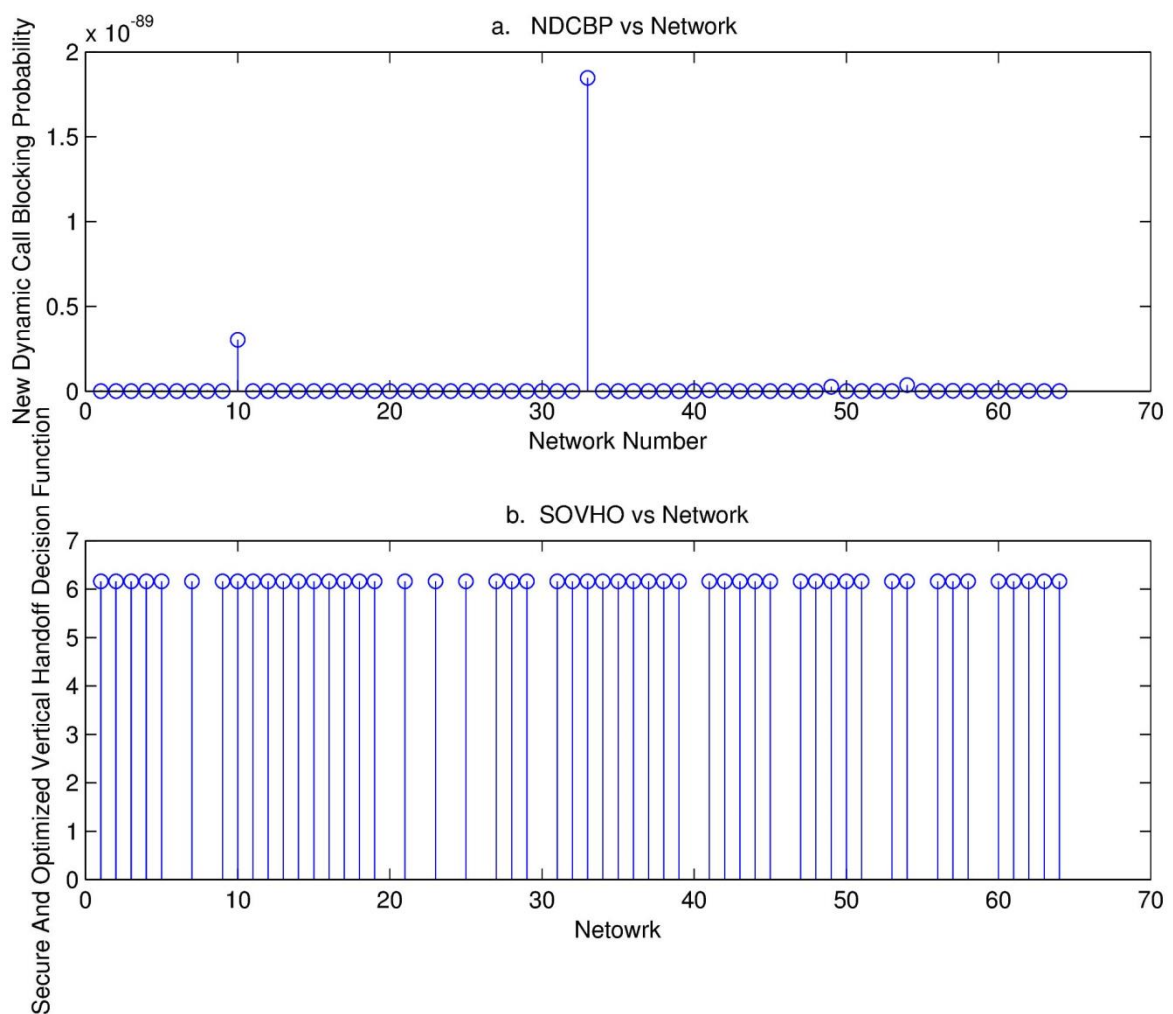 a. NDCBP vs Network
x 10-89
New Dynamic Call Blocking Probability
2
1.5
1
0.5
0
0 10 20 30 40 50 60 70
Network Number
b. SOVHO vs Network
Secure And Optimized Vertical Handoff Decision Function
7
6
5
4
3
2
1
0
0 10 20 30 40 50 60 70
Netowrk